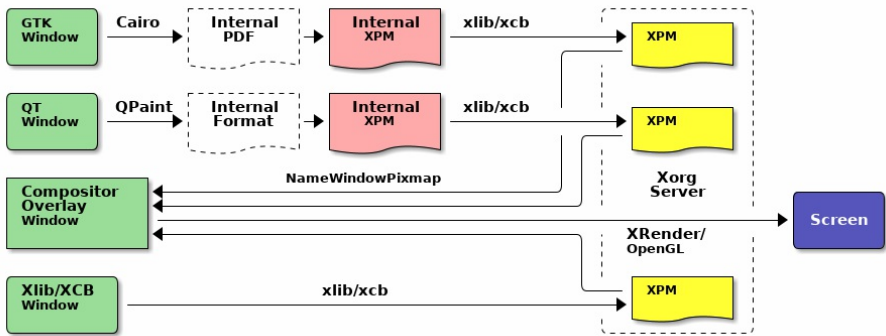 GTK
Window
Cairo
Internal
PDF
Internal
XPM
xlib/xcb
XPM
QT
Window
QPaint
Internal
Format
Internal
XPM
xlib/xcb
XPM
NameWindowPixmap
Compositor
Overlay
Window
Xorg
Server
Screen
XRender/
OpenGL
Xlib/XCB
Window
xlib/xcb
XPM